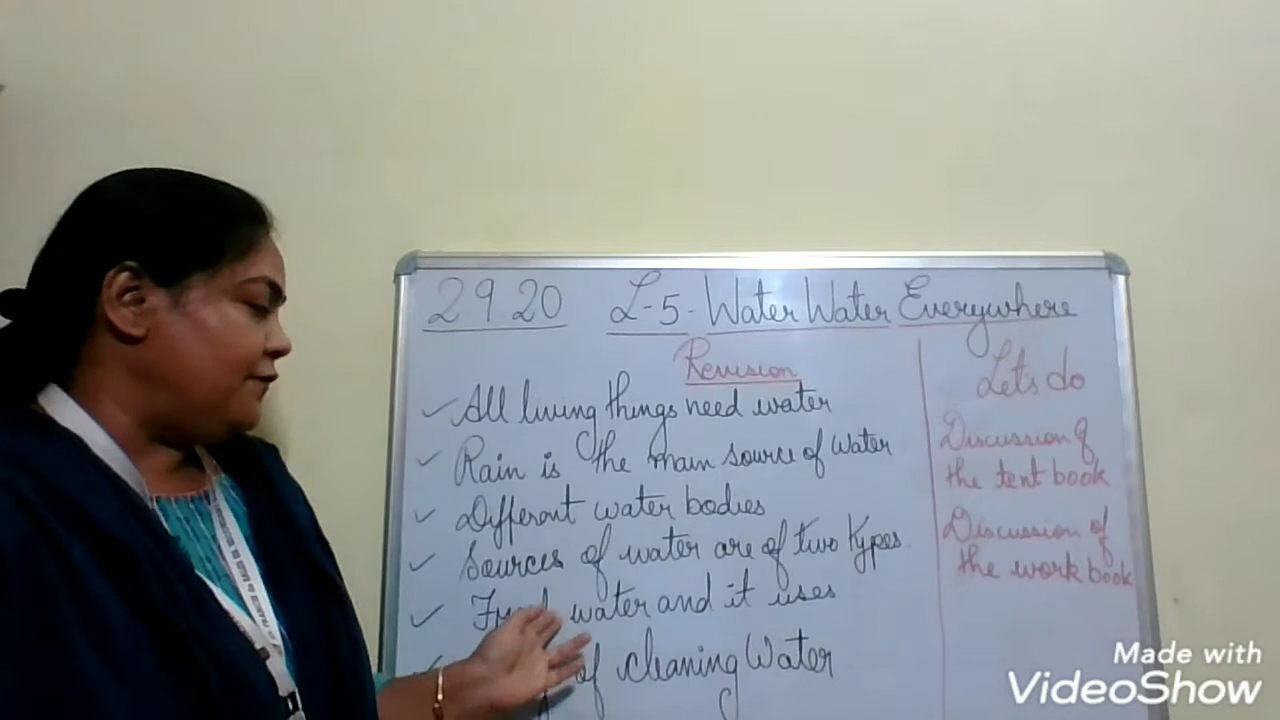 2 9 20 L-5- Water Water Everywhere
Revision
All living things need water
Rain is the main source of water
Different water bodies
Sources of water are of two types
water and it uses
of cleaning Water
Let's do
Discussion of
the text book
Discussion of
the work book
Made with
VideoShow